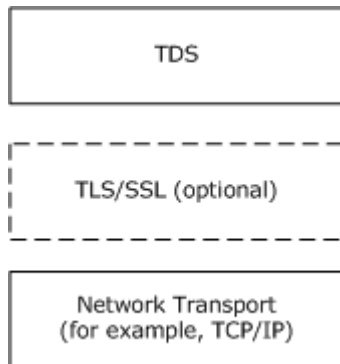 TDS
TLS/SSL (optional)
Network Transport
(for example, TCP/IP)